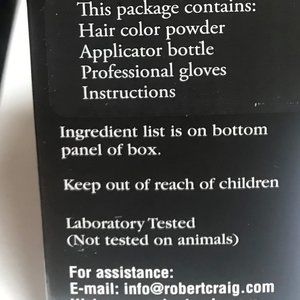 This package contains:
Hair color powder
Applicator bottle
Professional gloves
Instructions
Ingredient list is on bottom
panel of box.
Keep out of reach of children
Laboratory Tested
(Not tested on animals)
For assistance:
E-mail: info@robertcraig.com